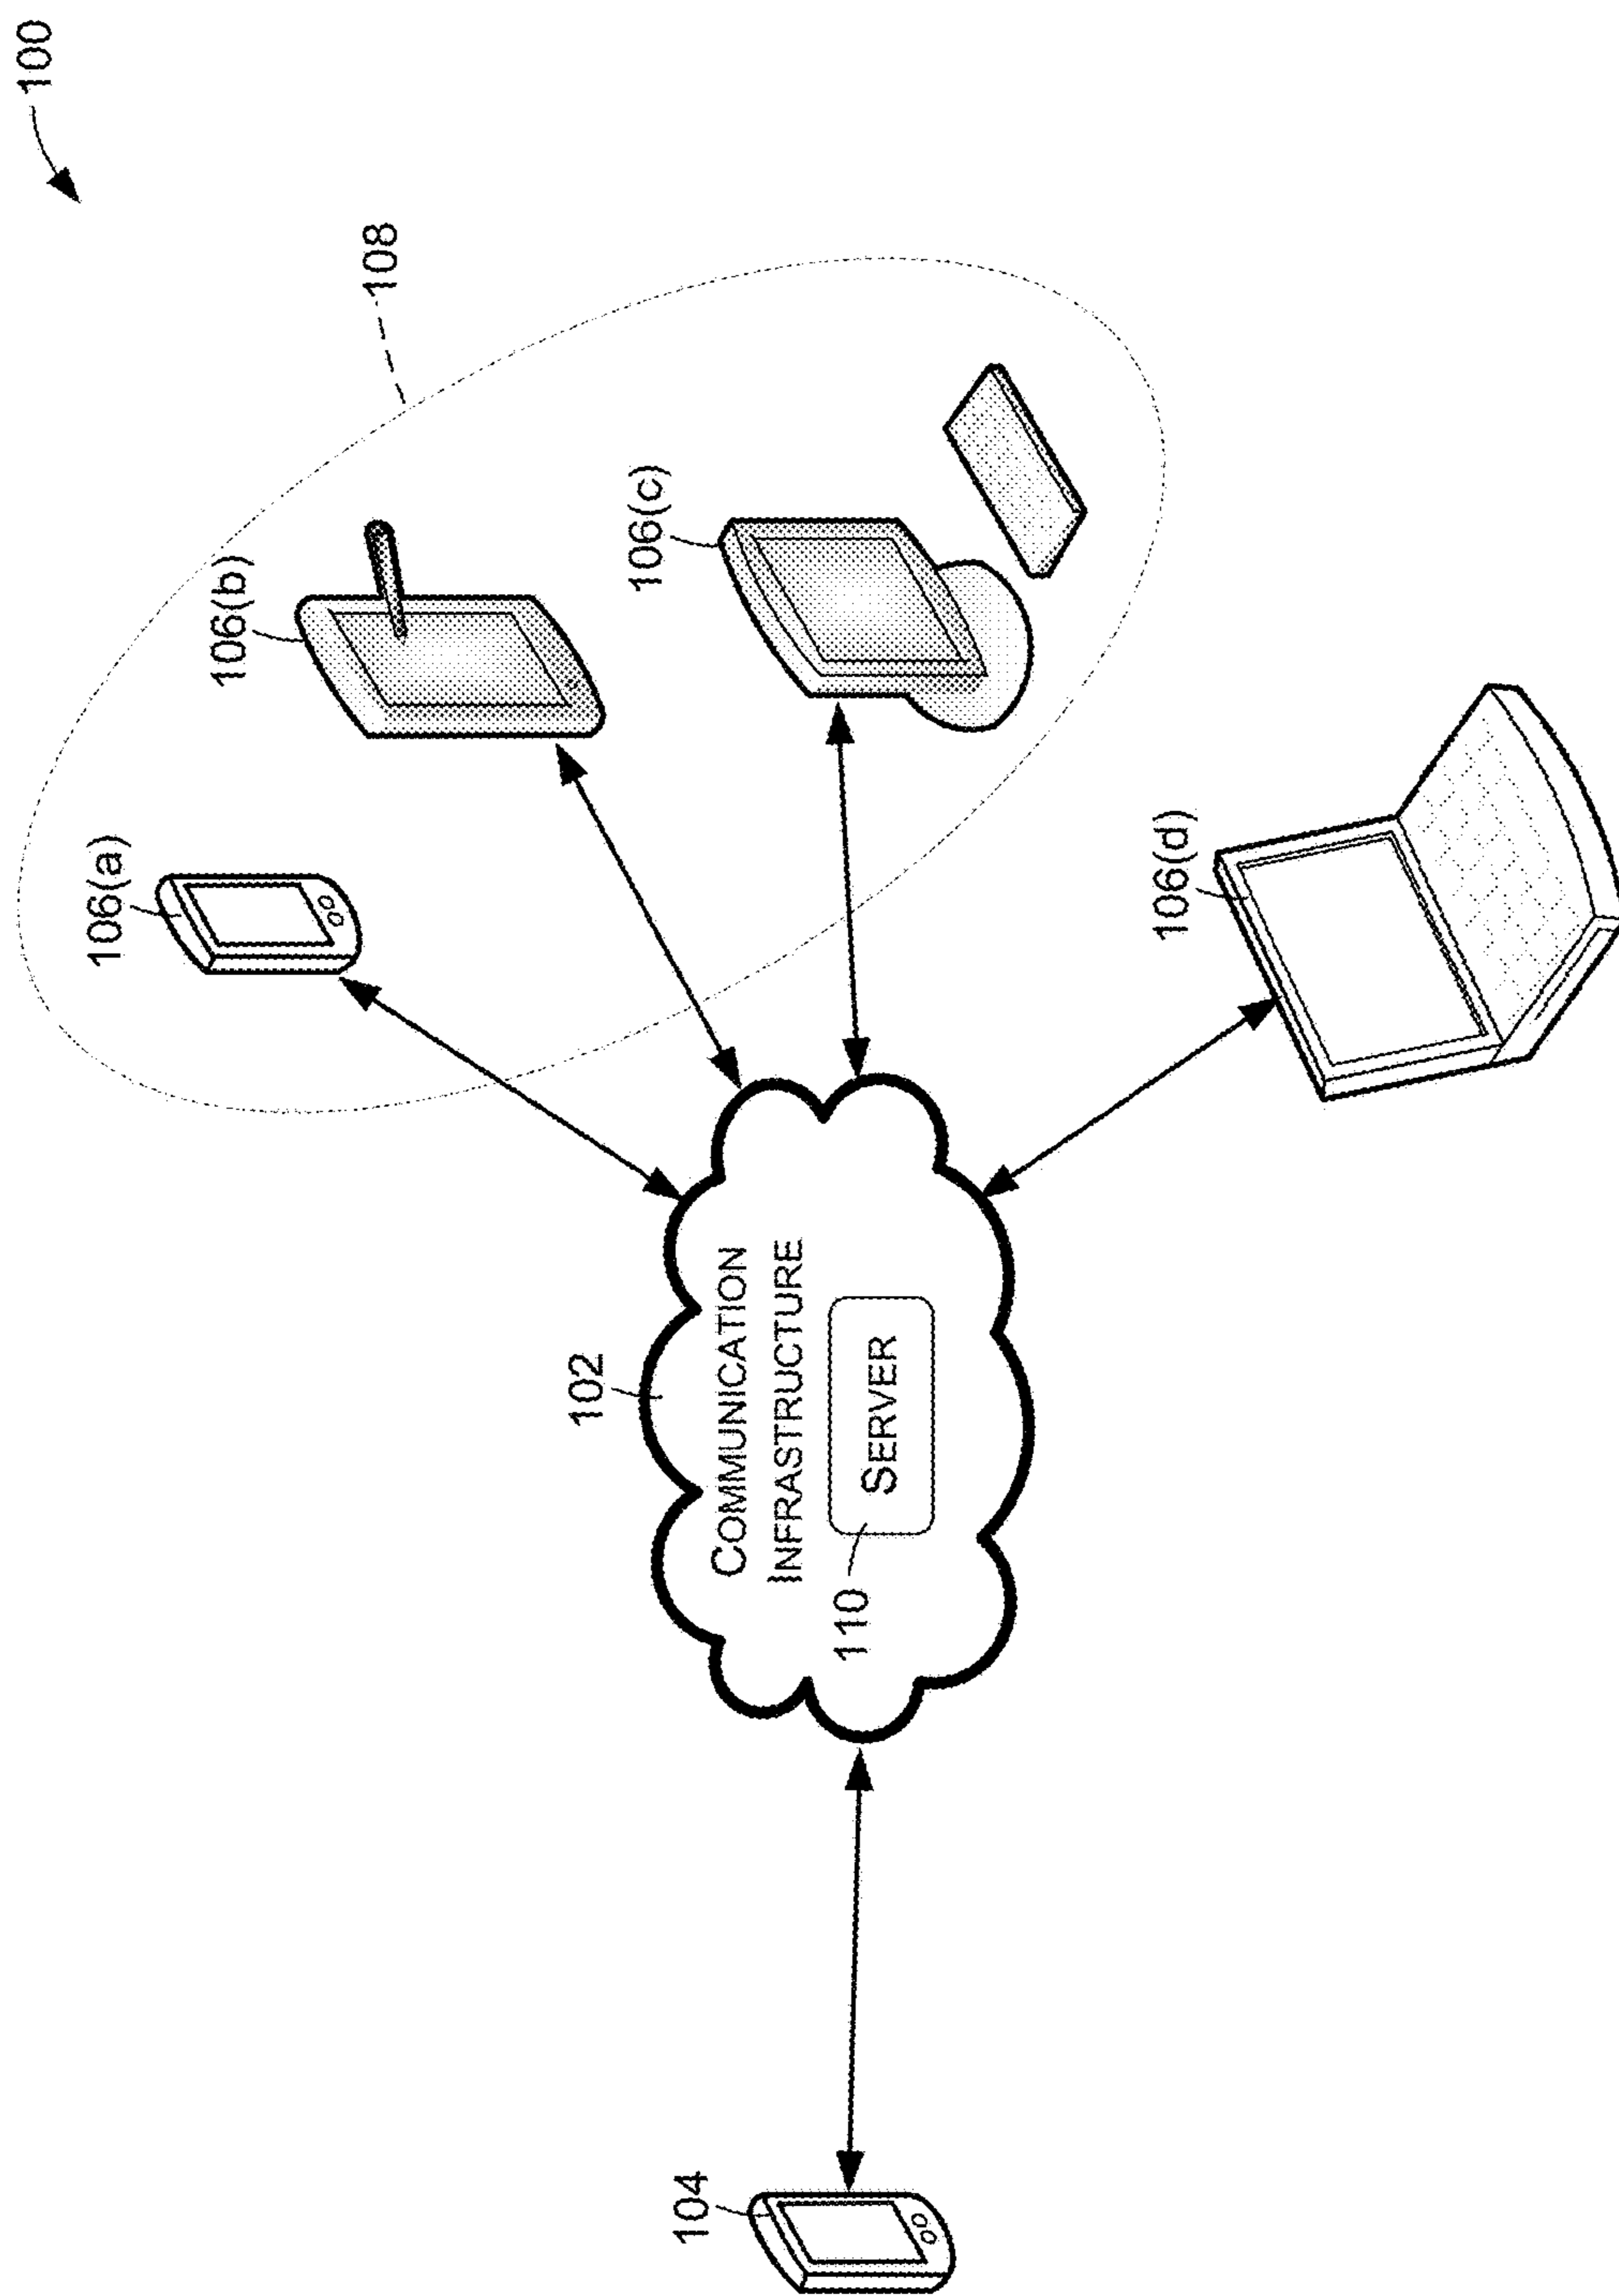 100
108
106(a)
106(b)
106(c)
106(d)
102
COMMUNICATION
INFRASTRUCTURE
110
SERVER
104